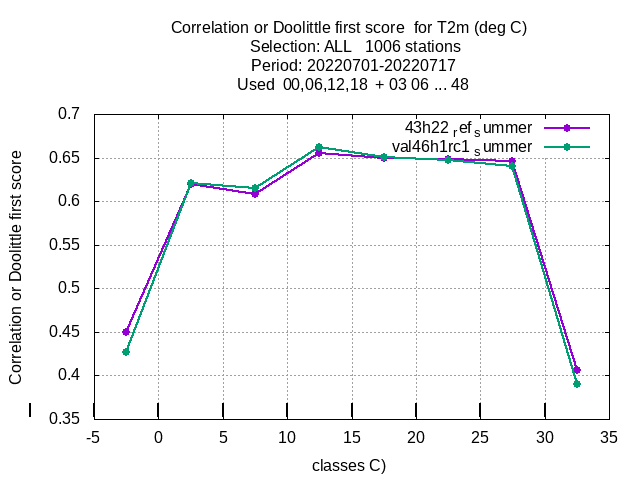 Correlation or Doolittle first score for T2m (deg C)
Selection: ALL 1006 stations
Period: 20220701-20220717
Used 00,06,12,18 + 03 06 ... 48
43h22 ref summer
val46h1rc1 summer
Correlation or Doolittle first score
0.7
0.65
0.6
0.55
0.5
0.45
0.4
0.35
-5 0 5 10 15 20 25 30 35
classes C)